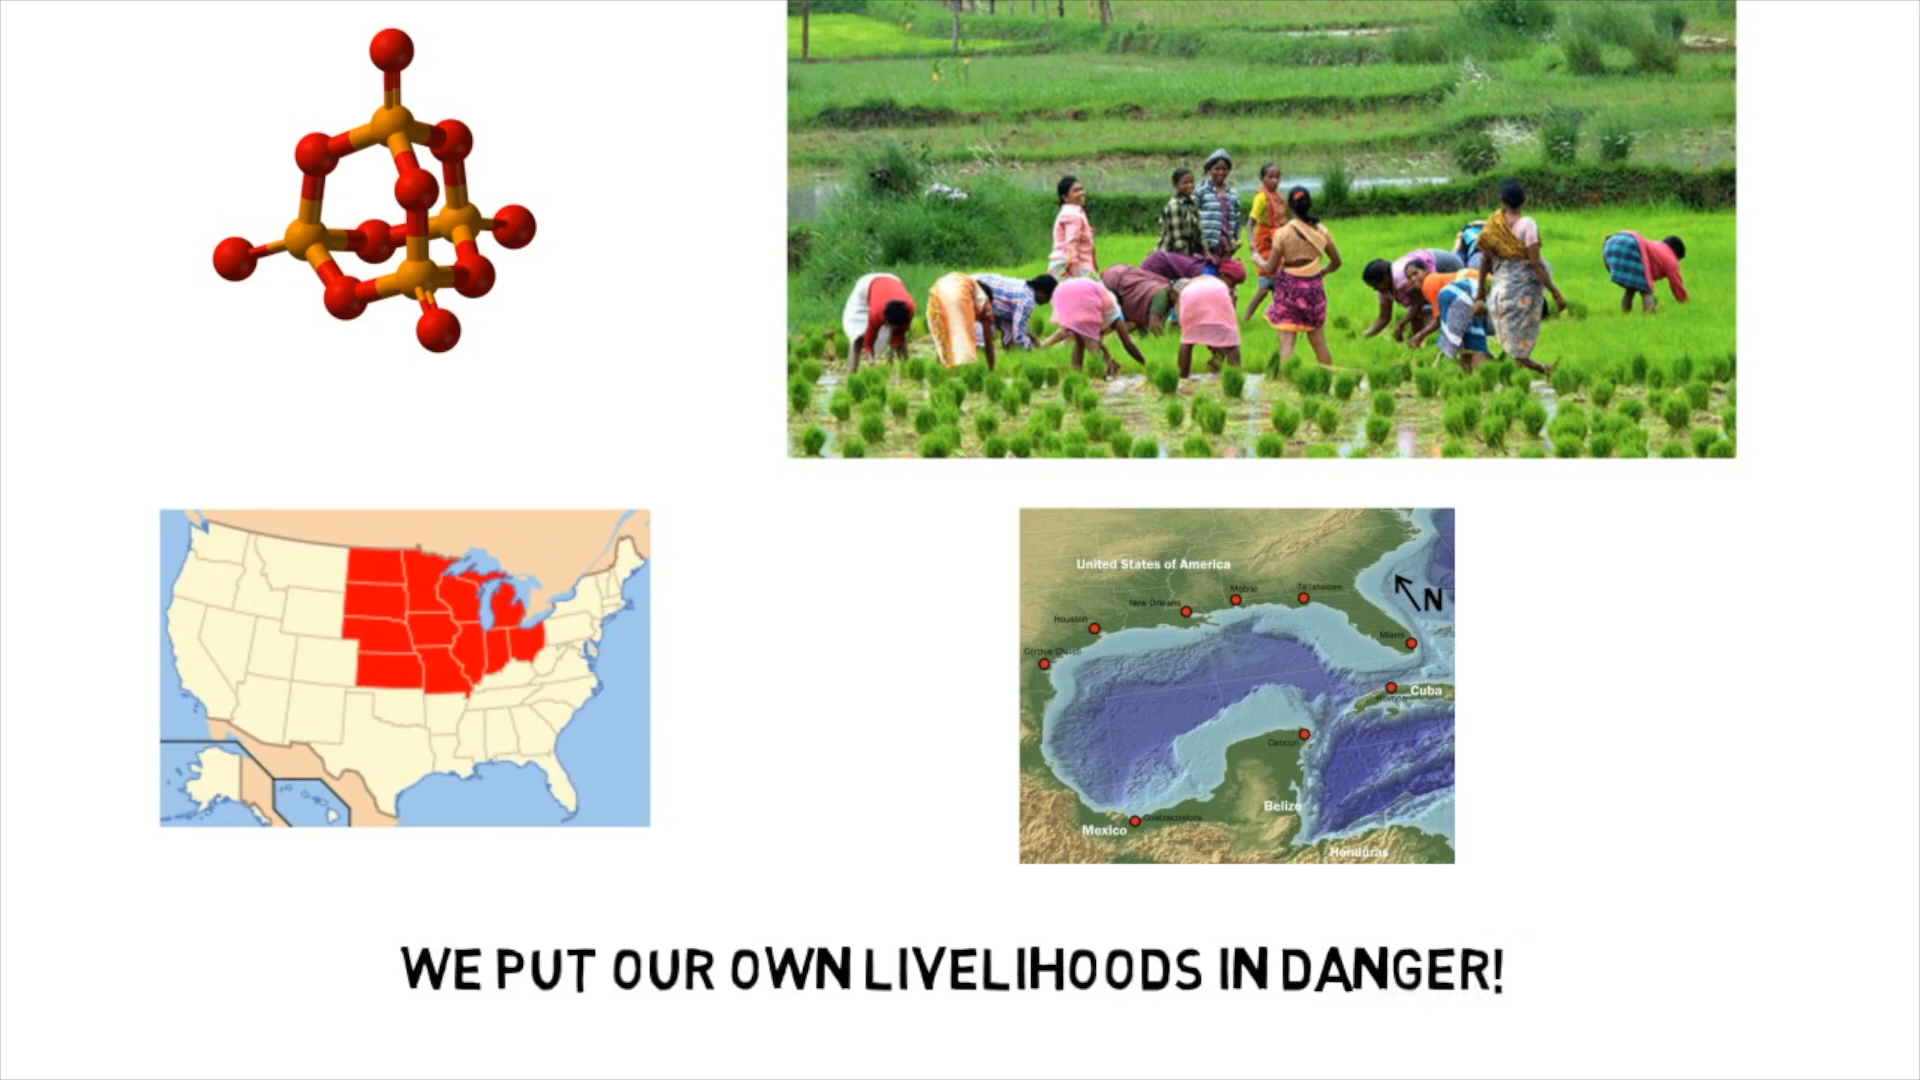 United States of America
N
Mobile
Tallahassee
New Orleans
Houston
Miami
Corpus Christi
Cuba
Cancun
Belize
Mexico
Honduras
WE PUT OUR OWN LIVELIHOODS IN DANGER!